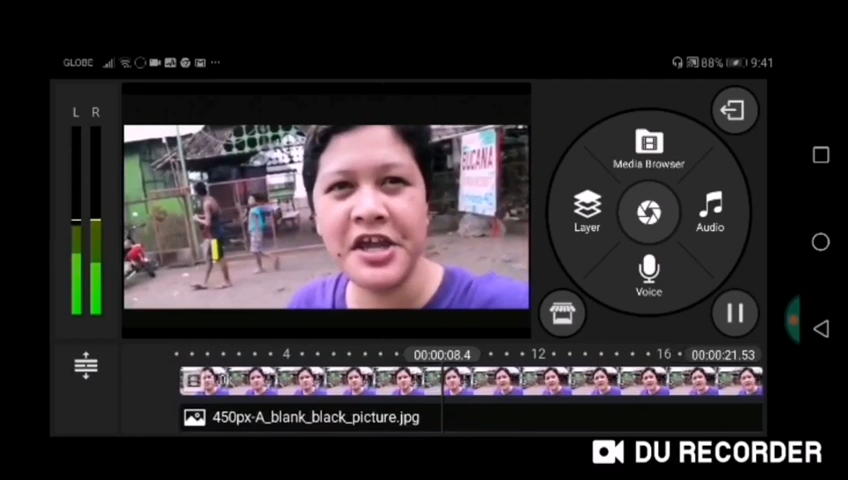 GLOBE 88% 9:41
L R
BUCANA
Media Browser
Layer
Audio
Voice
4 00:00:08.4 12 16 00:00:21.53
450px-A_blank_black_picture.jpg
DU RECORDER